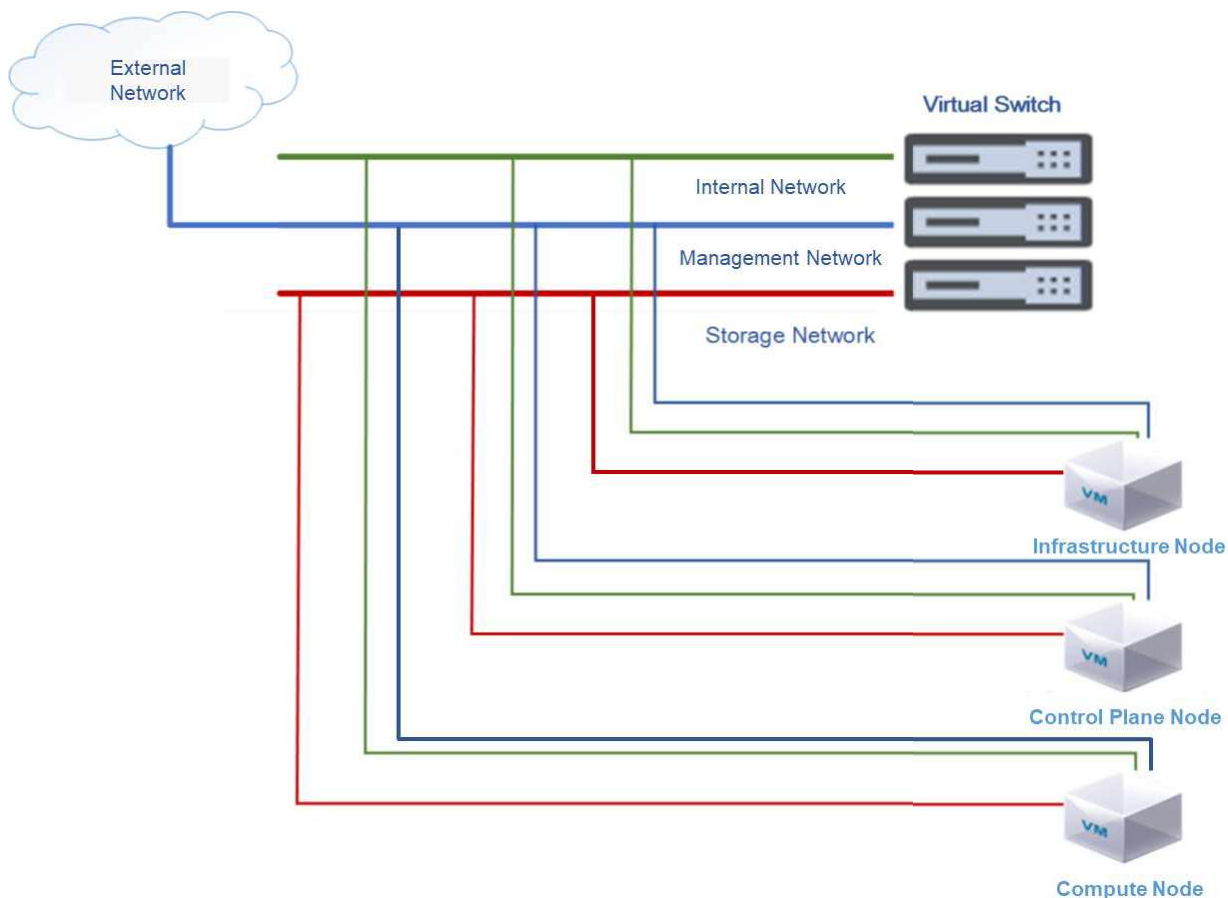 External
Network
Virtual Switch
Internal Network
Management Network
Storage Network
VM
Infrastructure Node
VM
Control Plane Node
VM
Compute Node